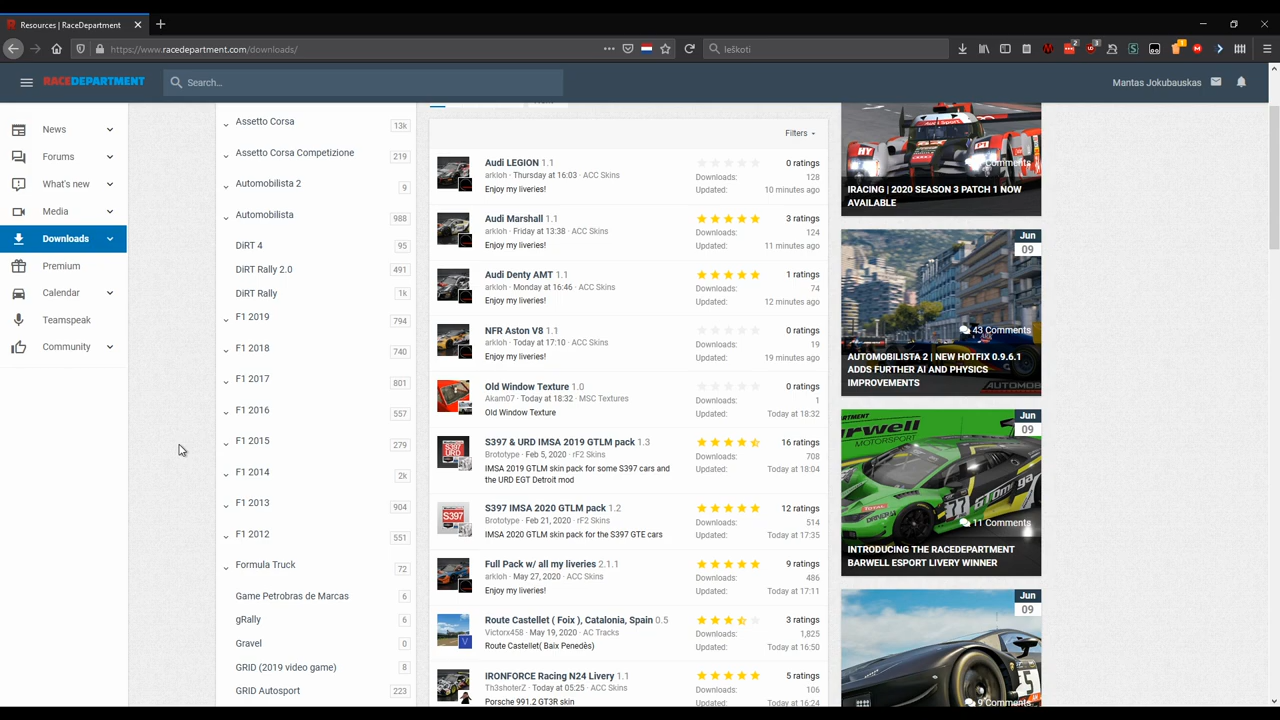 Resources | RaceDepartment
https://www.racedepartment.com/downloads/
Ieškoti
2
3
1
RACEDEPARTMENT
Search...
Mantas Jokubauskas
News
Forums
What's new
Media
Downloads
Premium
Calendar
Teamspeak
Community
Assetto Corsa 13k
Assetto Corsa Competizione 219
Automobilista 2 9
Automobilista 988
DiRT 4 95
DiRT Rally 2.0 491
DiRT Rally 1k
F1 2019 794
F1 2018 740
F1 2017 801
F1 2016 557
F1 2015 279
F1 2014 2k
F1 2013 904
F1 2012 551
Formula Truck 72
Game Petrobras de Marcas 6
gRally 6
Gravel 0
GRID (2019 video game) 8
GRID Autosport 223
Filters
Audi LEGION 1.1 0 ratings
arkloh · Thursday at 16:03 · ACC Skins Downloads: 128
Enjoy my liveries! Updated: 10 minutes ago
Audi Marshall 1.1 3 ratings
arkloh · Friday at 13:38 · ACC Skins Downloads: 124
Enjoy my liveries! Updated: 11 minutes ago
Audi Denty AMT 1.1 1 ratings
arkloh · Monday at 16:46 · ACC Skins Downloads: 74
Enjoy my liveries! Updated: 12 minutes ago
NFR Aston V8 1.1 0 ratings
arkloh · Today at 17:10 · ACC Skins Downloads: 19
Enjoy my liveries! Updated: 19 minutes ago
Old Window Texture 1.0 0 ratings
Akam07 · Today at 18:32 · MSC Textures Downloads: 1
Old Window Texture Updated: Today at 18:32
S397 & URD IMSA 2019 GTLM pack 1.3 16 ratings
Brototype · Feb 5, 2020 · rF2 Skins Downloads: 708
IMSA 2019 GTLM skin pack for some S397 cars and Updated: Today at 18:04
the URD EGT Detroit mod
S397 IMSA 2020 GTLM pack 1.2 12 ratings
Brototype · Feb 21, 2020 · rF2 Skins Downloads: 514
IMSA 2020 GTLM skin pack for the S397 GTE cars Updated: Today at 17:35
Full Pack w/ all my liveries 2.1.1 9 ratings
arkloh · May 27, 2020 · ACC Skins Downloads: 486
Enjoy my liveries! Updated: Today at 17:11
Route Castellet ( Foix ), Catalonia, Spain 0.5 3 ratings
Victorx458 · May 19, 2020 · AC Tracks Downloads: 1,825
Route Castellet( Baix Penedès) Updated: Today at 16:50
IRONFORCE Racing N24 Livery 1.1 5 ratings
Th3shoterZ · Today at 05:25 · ACC Skins Downloads: 106
Porsche 991.2 GT3R skin Updated: Today at 16:24
Comments
IRACING | 2020 SEASON 3 PATCH 1 NOW
AVAILABLE
Jun
09
43 Comments
AUTOMOBILISTA 2 | NEW HOTFIX 0.9.6.1
ADDS FURTHER AI AND PHYSICS
IMPROVEMENTS
Jun
09
11 Comments
INTRODUCING THE RACEDEPARTMENT
BARWELL ESPORT LIVERY WINNER
Jun
09
9 Comments